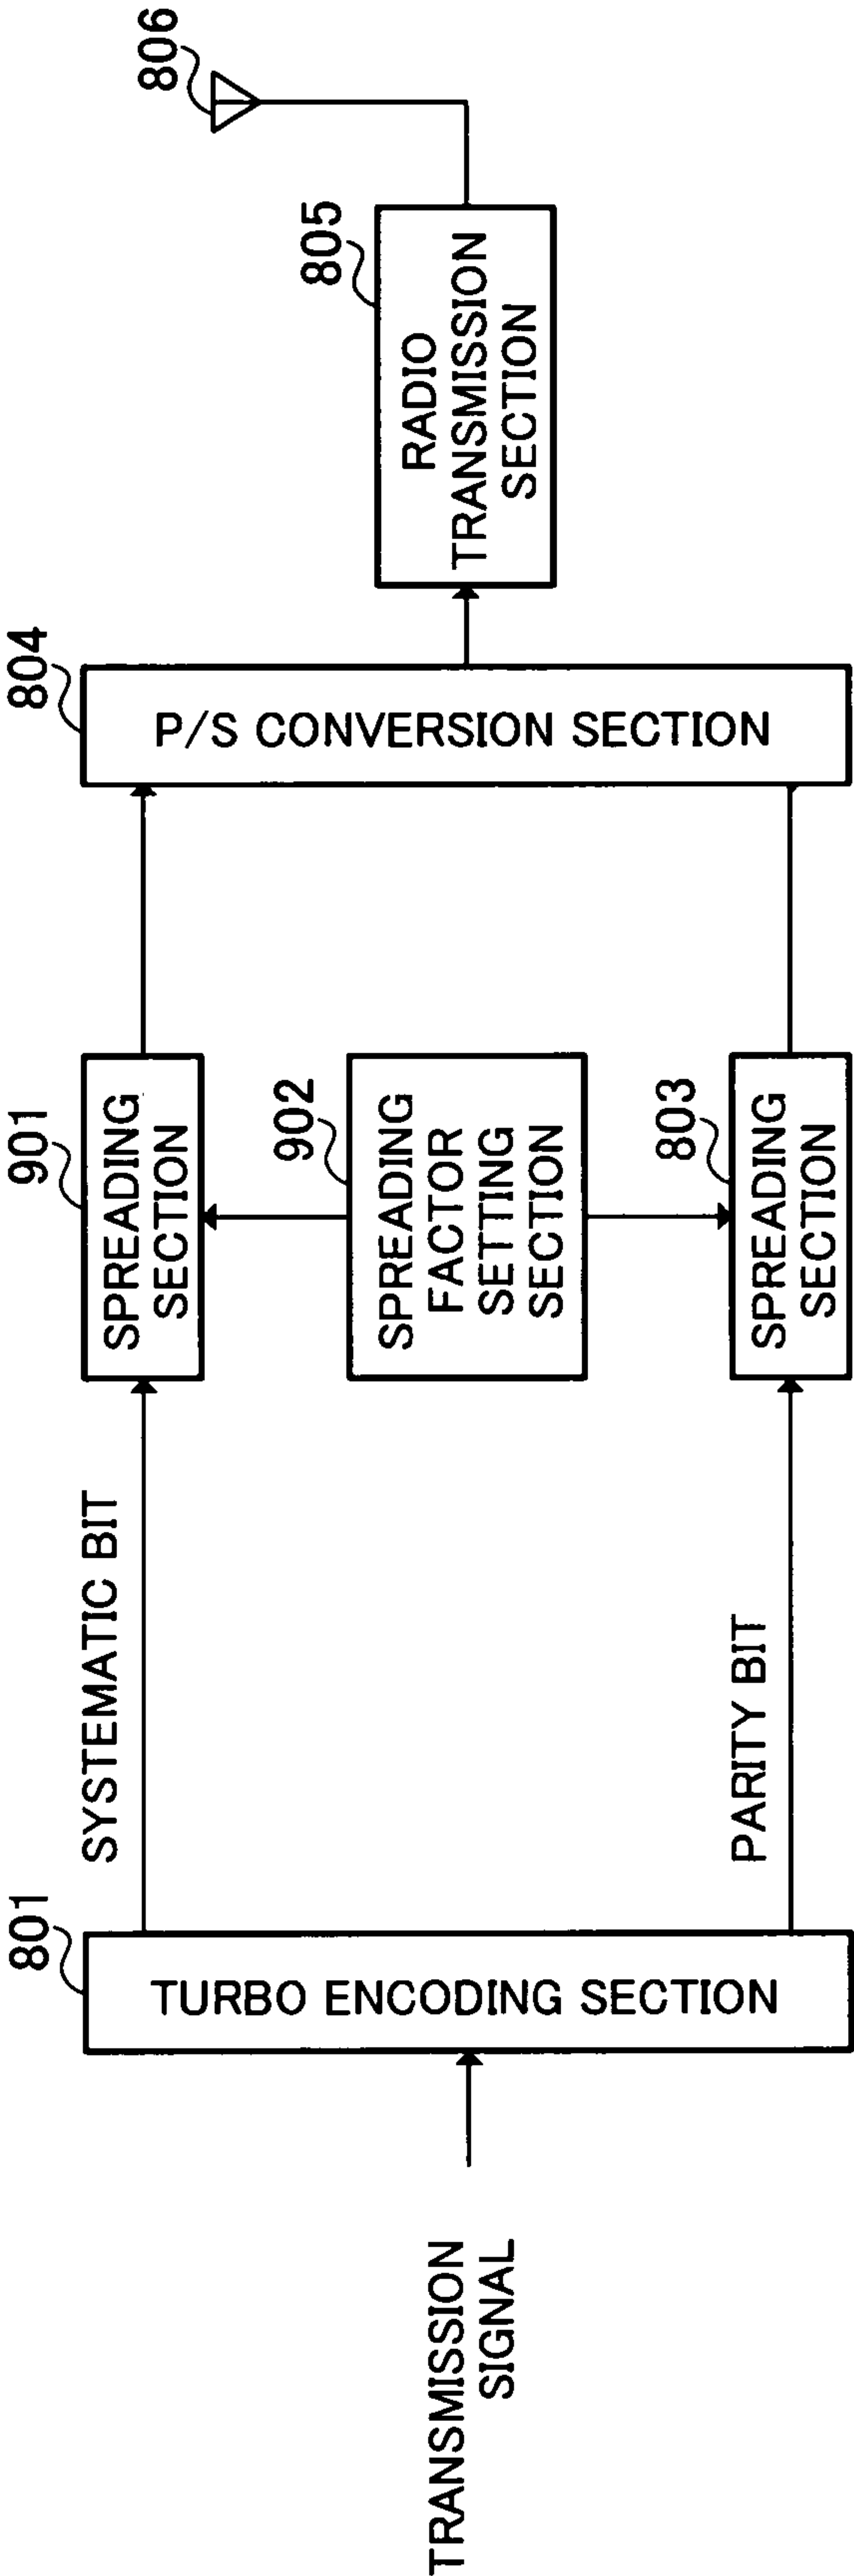 TRANSMISSION
SIGNAL
801
TURBO ENCODING SECTION
SYSTEMATIC BIT
PARITY BIT
901
SPREADING
SECTION
902
SPREADING
FACTOR
SETTING
SECTION
803
SPREADING
SECTION
804
P/S CONVERSION SECTION
805
RADIO
TRANSMISSION
SECTION
806